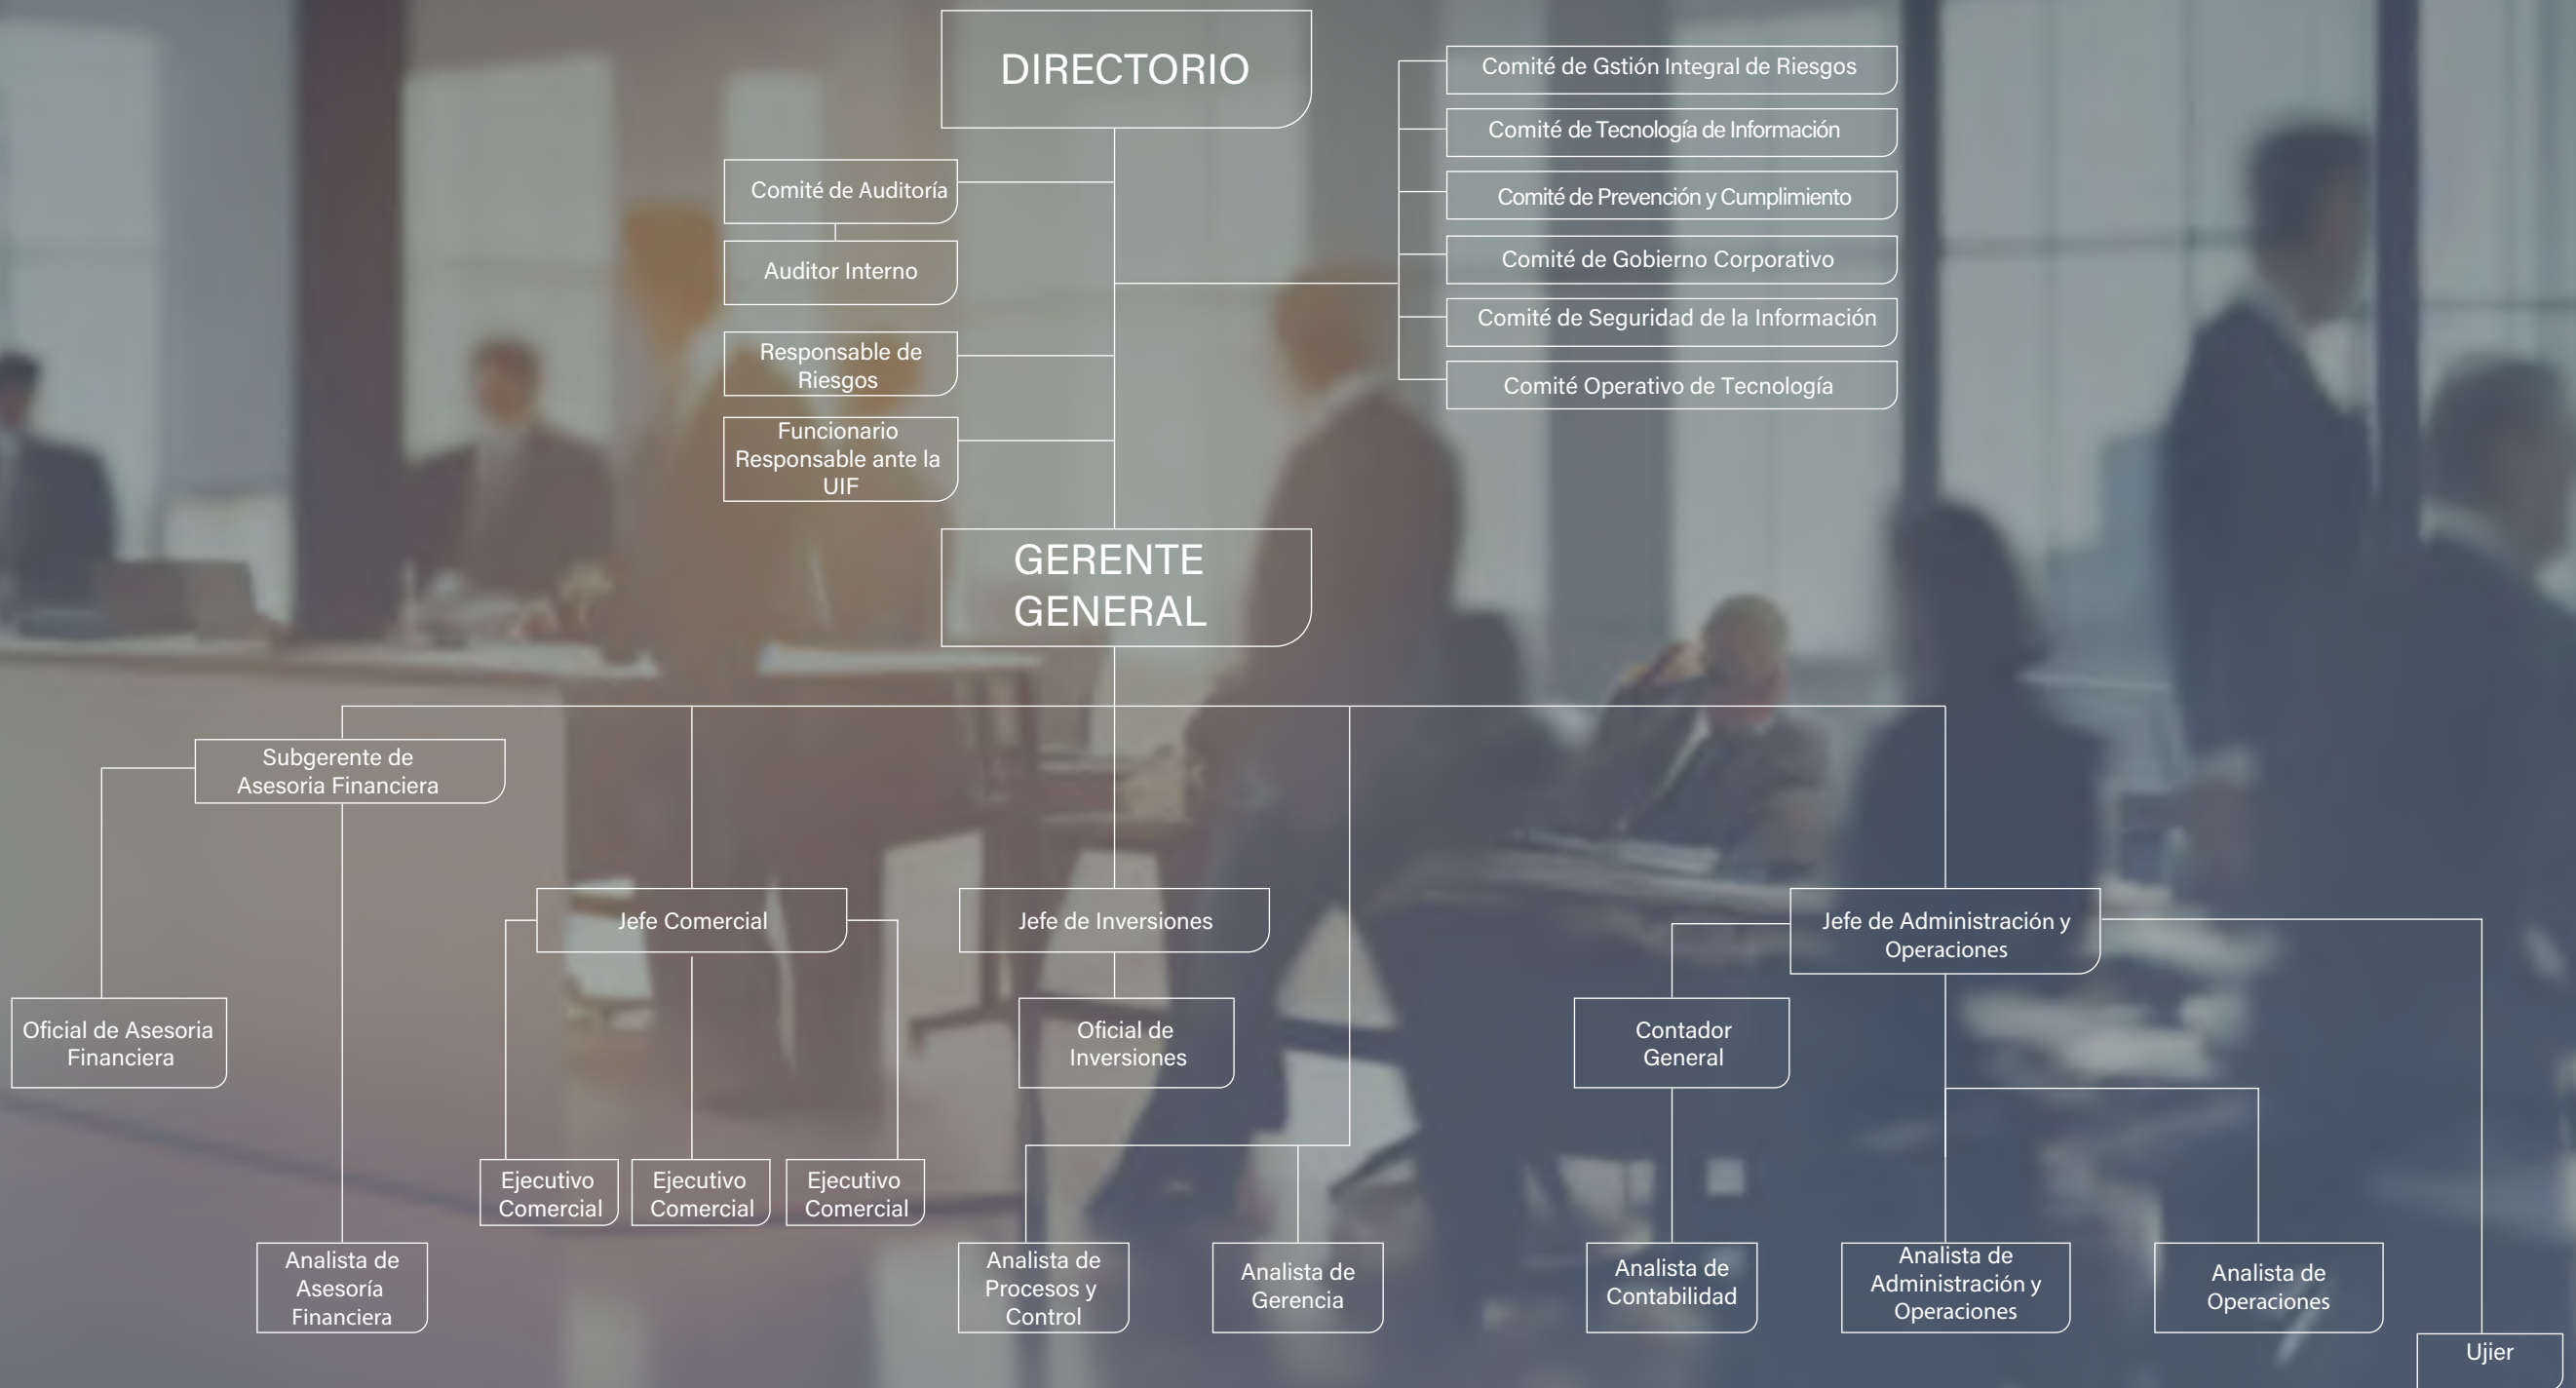 DIRECTORIO
Comité de Gstión Integral de Riesgos
Comité de Tecnología de Información
Comité de Prevención y Cumplimiento
Comité de Gobierno Corporativo
Comité de Seguridad de la Información
Comité Operativo de Tecnología
Comité de Auditoría
Auditor Interno
Responsable de
Riesgos
Funcionario
Responsable ante la
UIF
GERENTE
GENERAL
Subgerente de
Asesoria Financiera
Jefe Comercial
Jefe de Inversiones
Jefe de Administración y
Operaciones
Oficial de Asesoria
Financiera
Oficial de
Inversiones
Contador
General
Ejecutivo
Comercial
Ejecutivo
Comercial
Ejecutivo
Comercial
Analista de
Asesoría
Financiera
Analista de
Procesos y
Control
Analista de
Gerencia
Analista de
Contabilidad
Analista de
Administración y
Operaciones
Analista de
Operaciones
Ujier